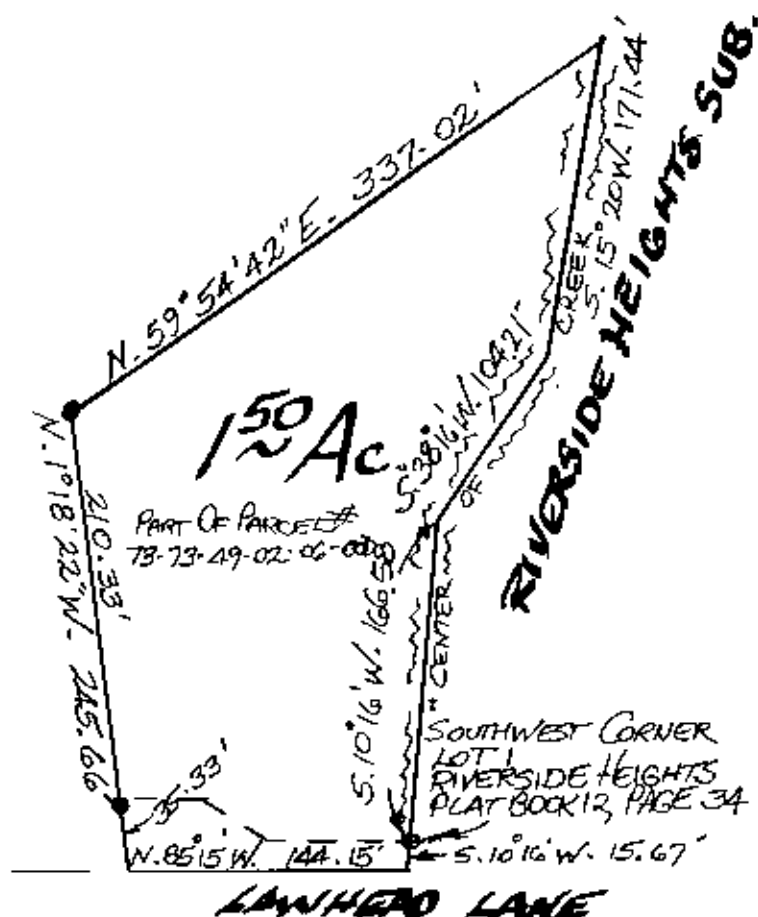 N. 59° 54' 42" E. 337.02'
S. 15° 20 W. 171.44'
RIVERSIDE HEIGHTS SUB.
CREEK
OF
CENTER
S. 38° 16' W. 104.21'
1 50 Ac.
PART OF PARCEL#
N. 1° 18' 22" W. 245.66
210.33'
S. 10° 16' W. 166.58
SOUTHWEST CORNER
LOT 1
RIVERSIDE HEIGHTS
PLAT BOOK 12, PAGE 34
35.33'
N. 85° 15' W. 144.15'
S. 10° 16' W. 15.67'
LAWHEAD LANE